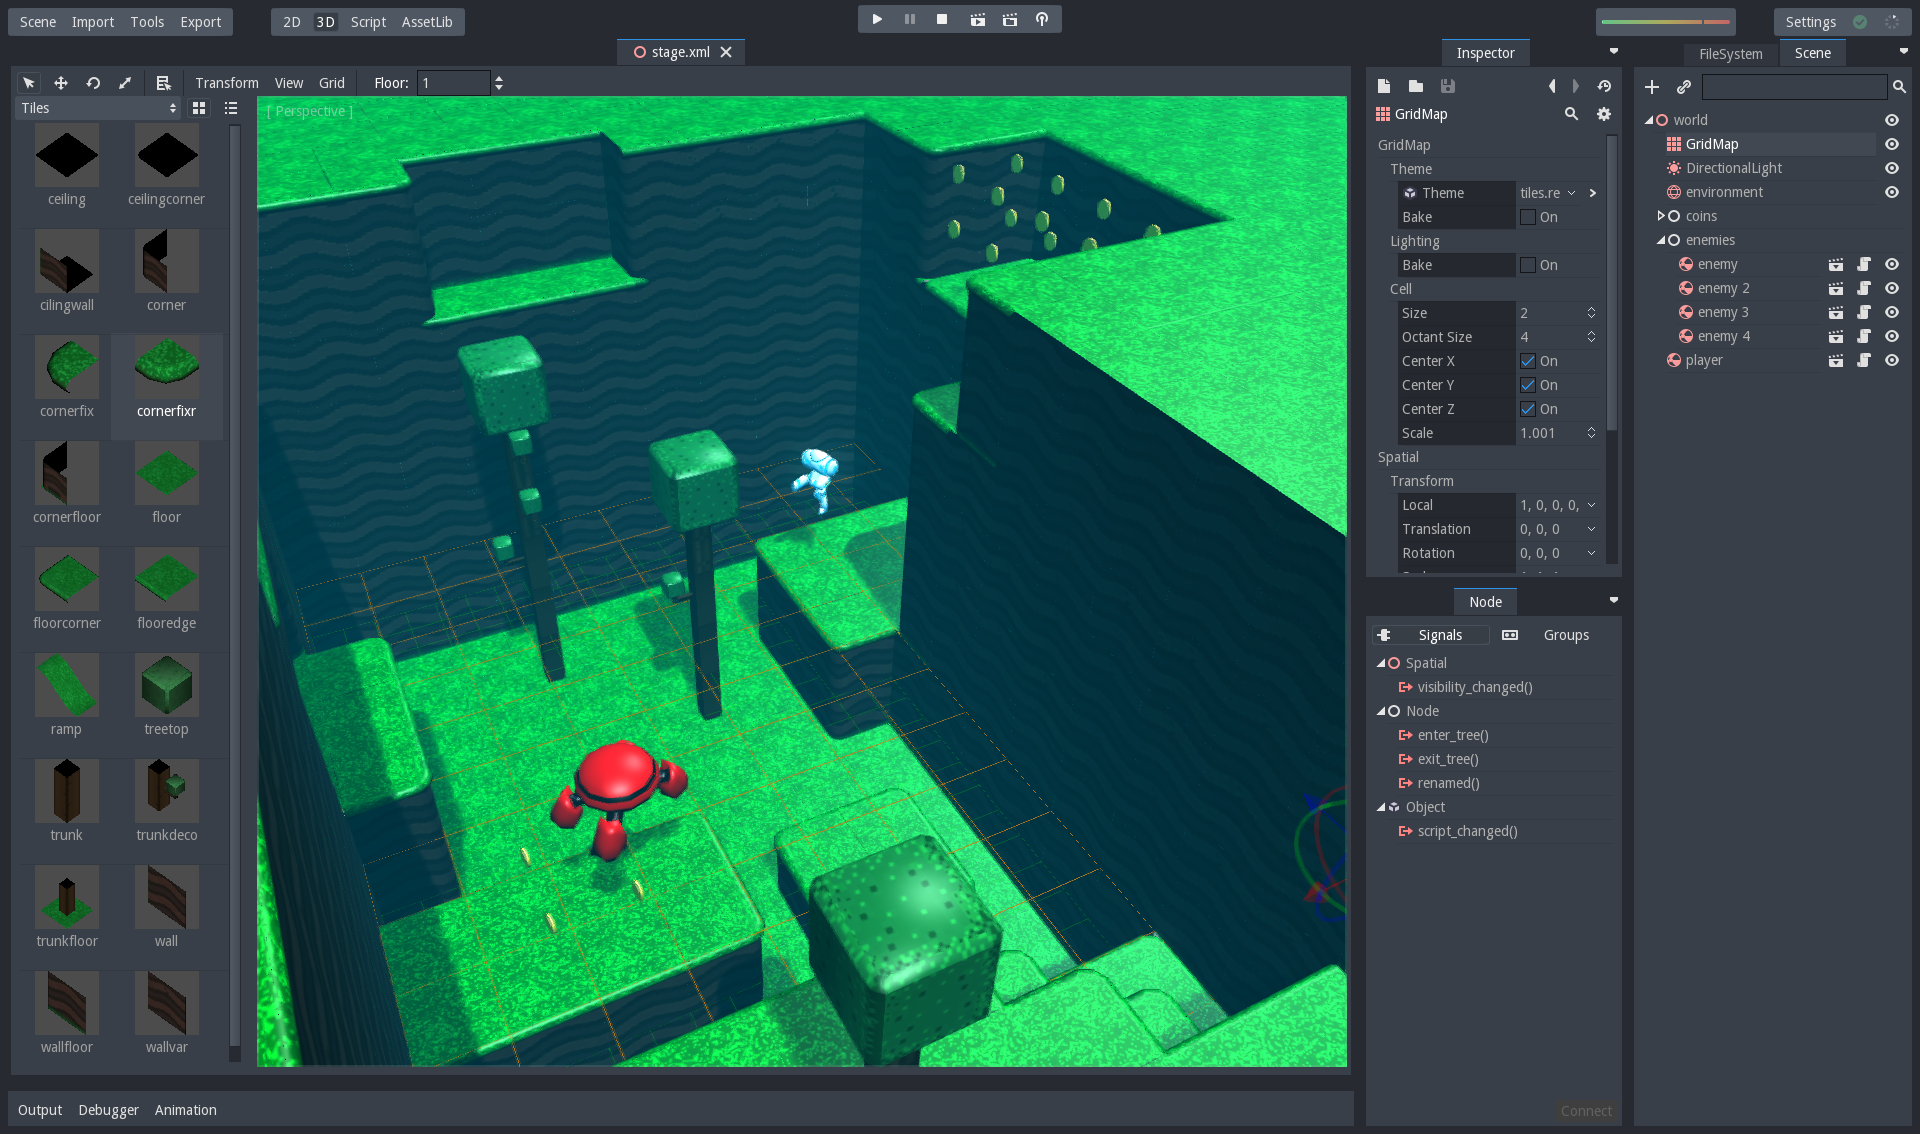 Scene Import Tools Export
2D 3D Script AssetLib
Settings
stage.xml
Transform View Grid Floor: 1
Tiles
[ Perspective ]
ceiling ceilingcorner
cilingwall corner
cornerfix cornerfixr
cornerfloor floor
floorcorner flooredge
ramp treetop
trunk trunkdeco
trunkfloor wall
wallfloor wallvar
Output Debugger Animation
Inspector
GridMap
GridMap
Theme
Theme tiles.re
Bake On
Lighting
Bake On
Cell
Size 2
Octant Size 4
Center X On
Center Y On
Center Z On
Scale 1.001
Spatial
Transform
Local 1, 0, 0, 0,
Translation 0, 0, 0
Rotation 0, 0, 0
Node
Signals Groups
Spatial
visibility_changed()
Node
enter_tree()
exit_tree()
renamed()
Object
script_changed()
Connect
FileSystem Scene
world
GridMap
DirectionalLight
environment
coins
enemies
enemy
enemy 2
enemy 3
enemy 4
player